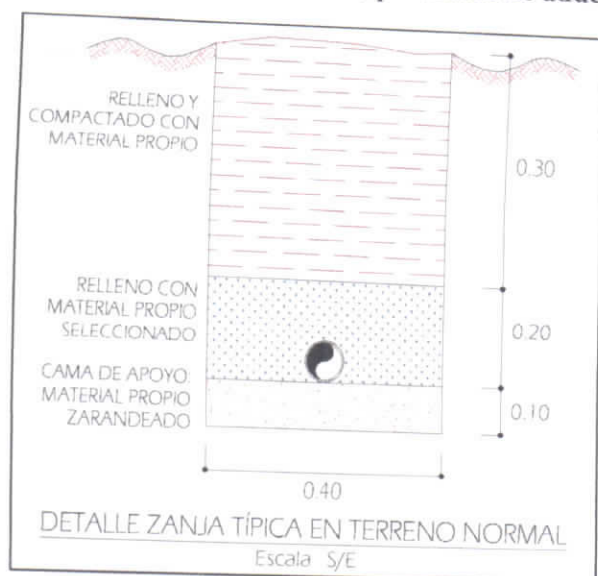 RELLENO Y
COMPACTADO CON
MATERIAL PROPIO
0.30
RELLENO CON
MATERIAL PROPIO
SELECCIONADO
0.20
CAMA DE APOYO:
MATERIAL PROPIO
ZARANDEADO
0.10
0.40
DETALLE ZANJA TÍPICA EN TERRENO NORMAL
Escala S/E